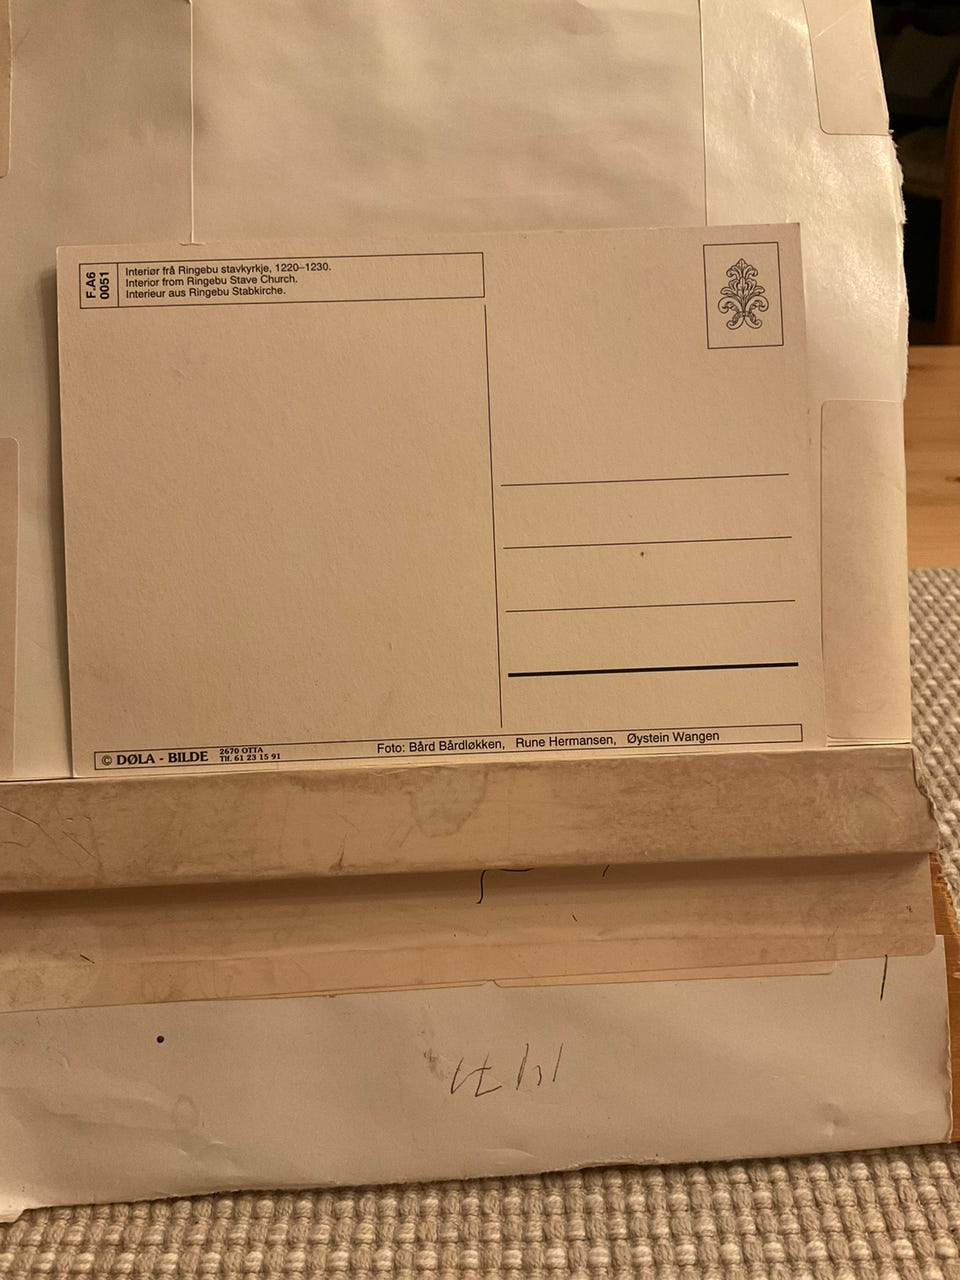 F.A6
0051
Interiør frå Ringebu stavkyrkje, 1220–1230.
Interior from Ringebu Stave Church.
Interieur aus Ringebu Stabkirche.
© DØLA - BILDE
2670 OTTA
Tlf. 61 23 15 91
Foto: Bård Bårdløkken, Rune Hermansen, Øystein Wangen